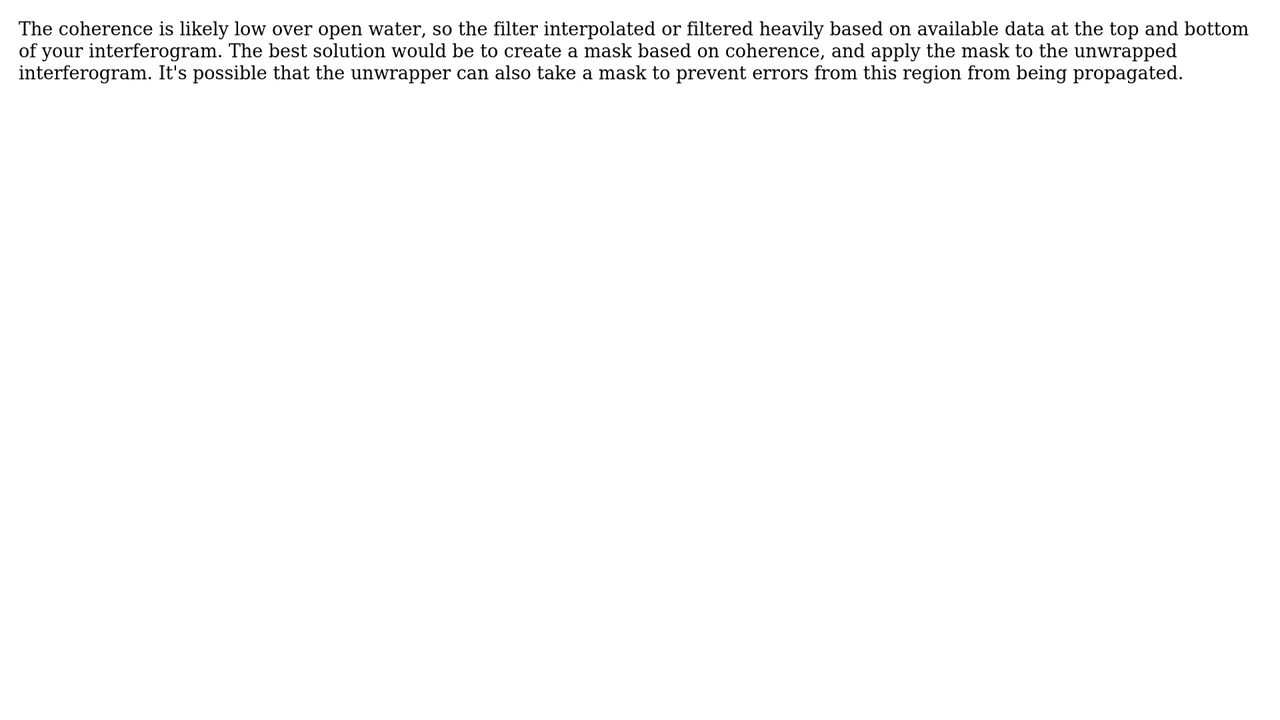 The coherence is likely low over open water, so the filter interpolated or filtered heavily based on available data at the top and bottom
of your interferogram. The best solution would be to create a mask based on coherence, and apply the mask to the unwrapped
interferogram. It's possible that the unwrapper can also take a mask to prevent errors from this region from being propagated.